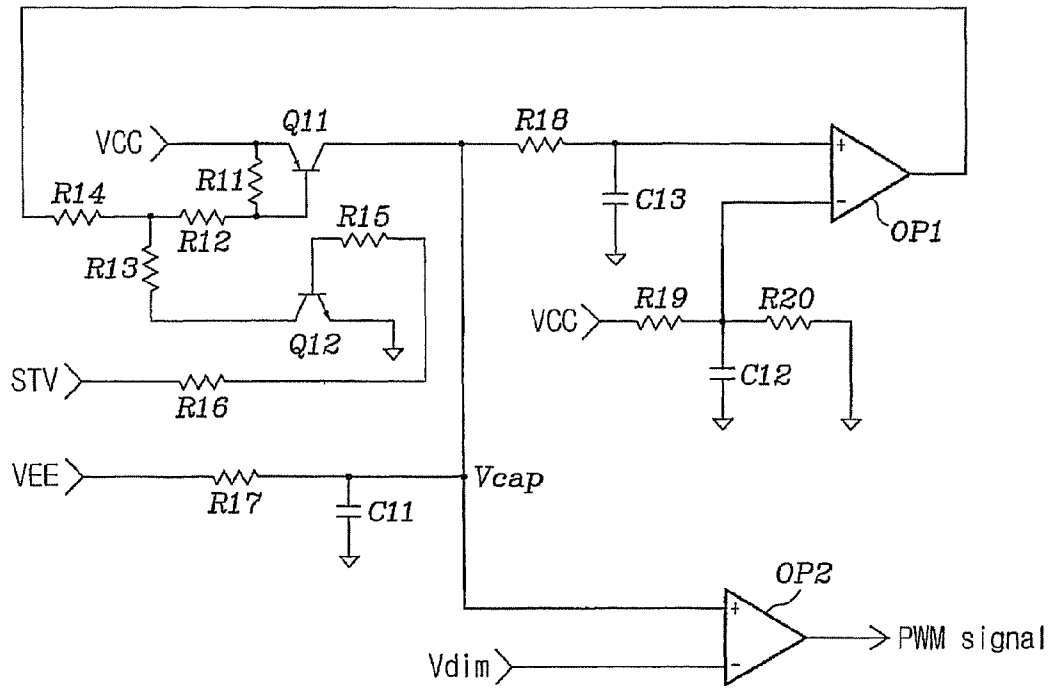 Q11
R18
VCC
+
R11
R14
C13
R15
-
R12
OP1
R13
R19
R20
VCC
Q12
STV
C12
R16
VEE
Vcap
R17
C11
OP2
+
PWM signal
Vdim
-